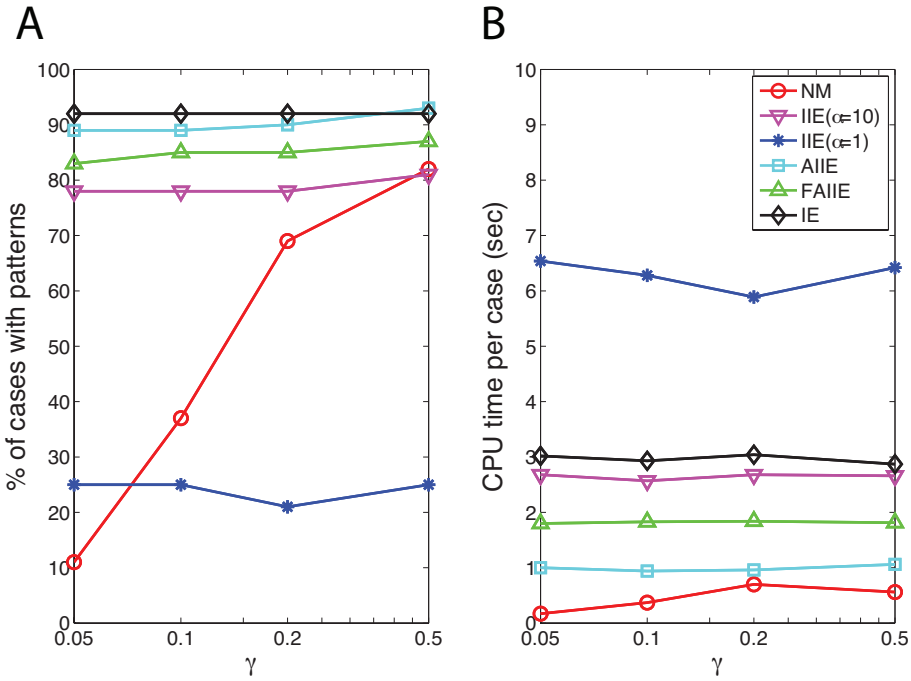 A
B
% of cases with patterns
100
90
80
70
60
50
40
30
20
10
0
0.05
0.1
0.2
0.5
γ
CPU time per case (sec)
10
9
8
7
6
5
4
3
2
1
0
0.05
0.1
0.2
0.5
γ
NM
IIE(α=10)
IIE(α=1)
AIIE
FAIIE
IE